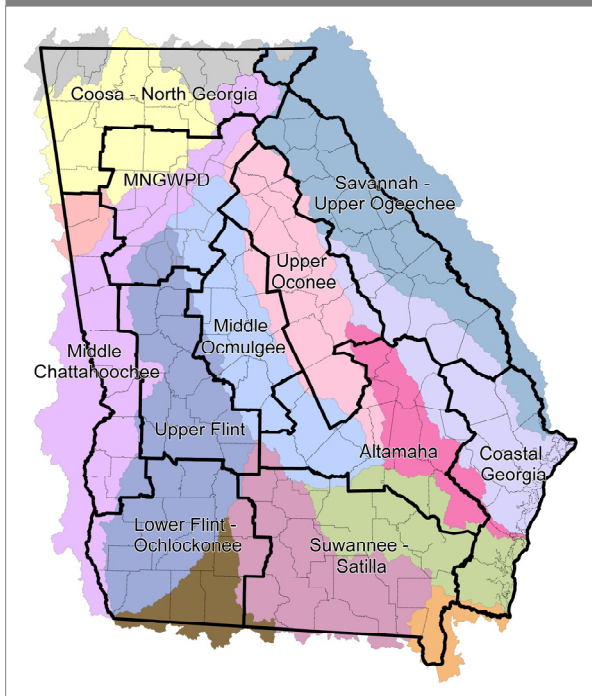 Coosa - North Georgia
MNGWPD
Savannah -
Upper Ogeechee
Upper
Oconee
Middle
Ocmulgee
Middle
Chattahoochee
Upper Flint
Altamaha
Coastal
Georgia
Lower Flint -
Ochlockonee
Suwannee -
Satilla